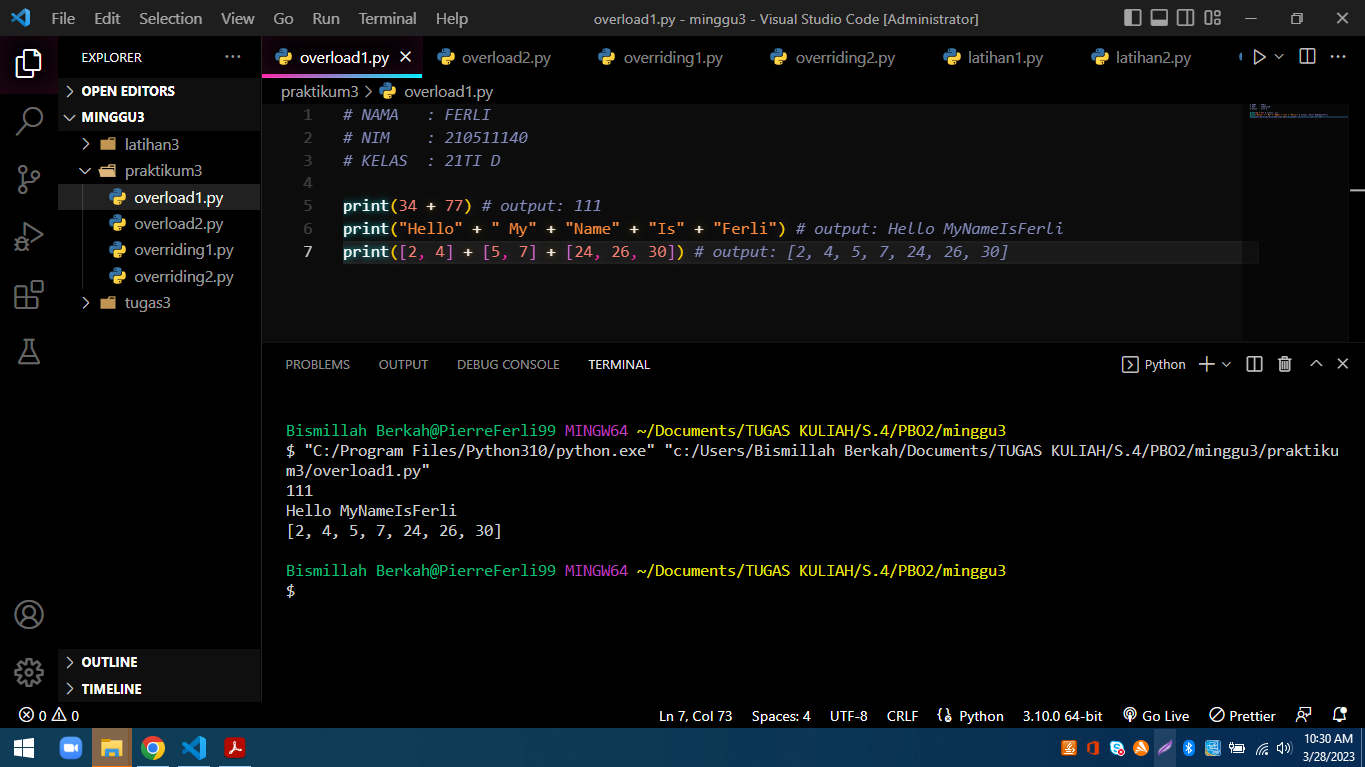 File Edit Selection View Go Run Terminal Help overload1.py - minggu3 - Visual Studio Code [Administrator]
EXPLORER
OPEN EDITORS
MINGGU3
latihan3
praktikum3
overload1.py
overload2.py
overriding1.py
overriding2.py
tugas3
OUTLINE
TIMELINE
overload1.py overload2.py overriding1.py overriding2.py latihan1.py latihan2.py
praktikum3 > overload1.py
1 # NAMA   : FERLI
2 # NIM    : 210511140
3 # KELAS  : 21TI D
4
5 print(34 + 77) # output: 111
6 print("Hello" + " My" + "Name" + "Is" + "Ferli") # output: Hello MyNameIsFerli
7 print([2, 4] + [5, 7] + [24, 26, 30]) # output: [2, 4, 5, 7, 24, 26, 30]
PROBLEMS OUTPUT DEBUG CONSOLE TERMINAL Python
Bismillah Berkah@PierreFerli99 MINGW64 ~/Documents/TUGAS KULIAH/S.4/PBO2/minggu3
$ "C:/Program Files/Python310/python.exe" "c:/Users/Bismillah Berkah/Documents/TUGAS KULIAH/S.4/PBO2/minggu3/praktiku
m3/overload1.py"
111
Hello MyNameIsFerli
[2, 4, 5, 7, 24, 26, 30]
Bismillah Berkah@PierreFerli99 MINGW64 ~/Documents/TUGAS KULIAH/S.4/PBO2/minggu3
$
0 0 Ln 7, Col 73 Spaces: 4 UTF-8 CRLF Python 3.10.0 64-bit Go Live Prettier
10:30 AM
3/28/2023